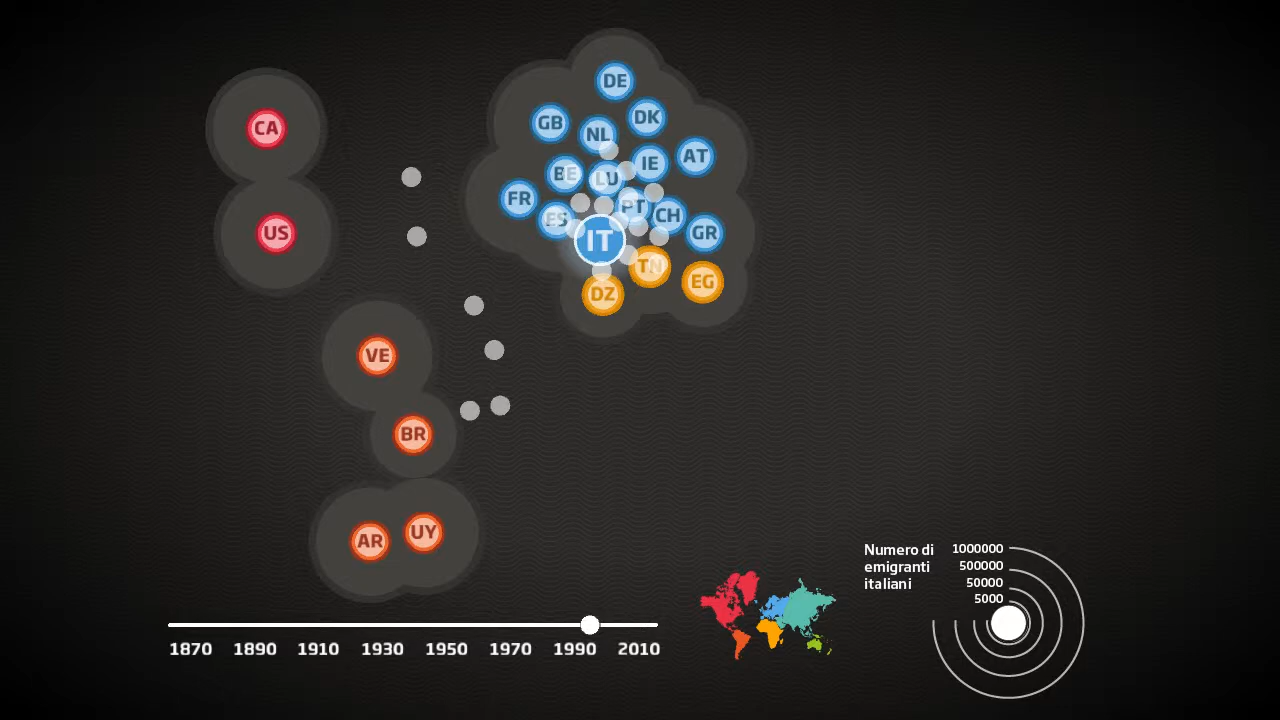 DE
CA
GB
DK
NL
IE
AT
BE
LU
FR
PT
ES
CH
US
IT
GR
TN
EG
DZ
VE
BR
AR
UY
Numero di
emigranti
italiani
1000000
500000
50000
5000
1870 1890 1910 1930 1950 1970 1990 2010